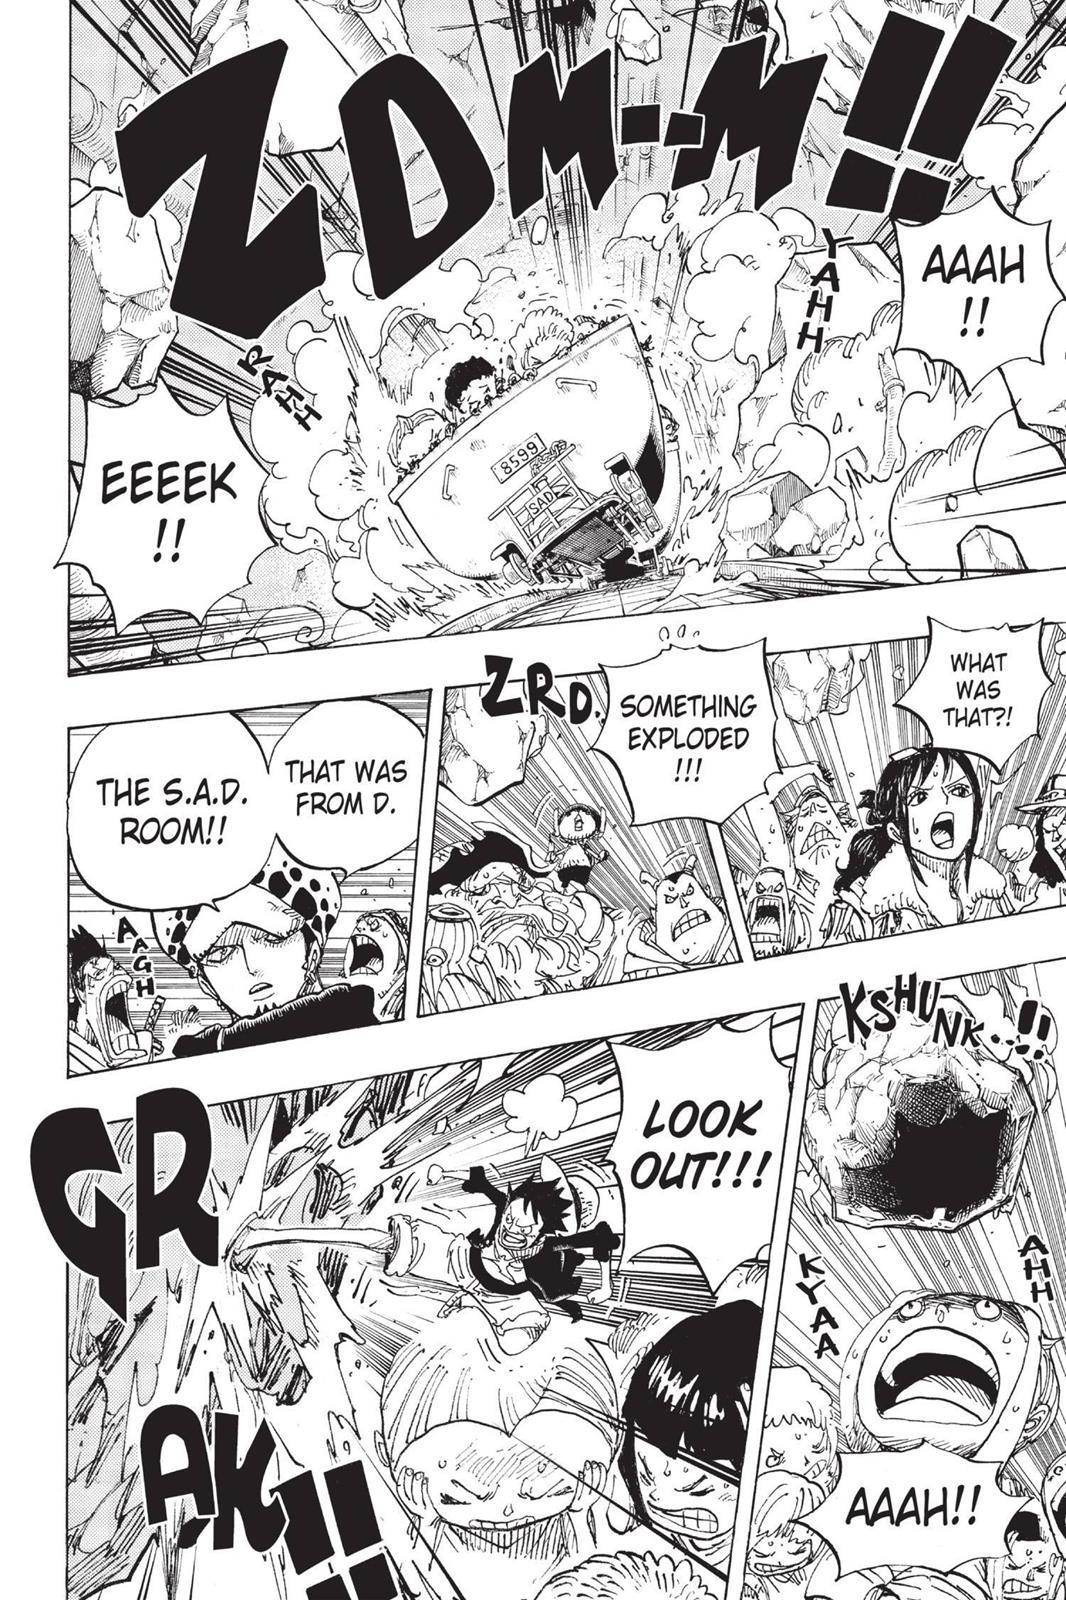 ZDM--M!!
AAAH
!!
YAHH
RAHH
EEEEK
!!
8599
SAD
WHAT
WAS
THAT?!
SOMETHING
EXPLODED
!!!
ZRD.
THAT WAS
FROM D.
THE S.A.D.
ROOM!!
AAGH
KSHUNK..!!
AHH
KYAA
AAAH!!
LOOK
OUT!!!
GR
AK!!